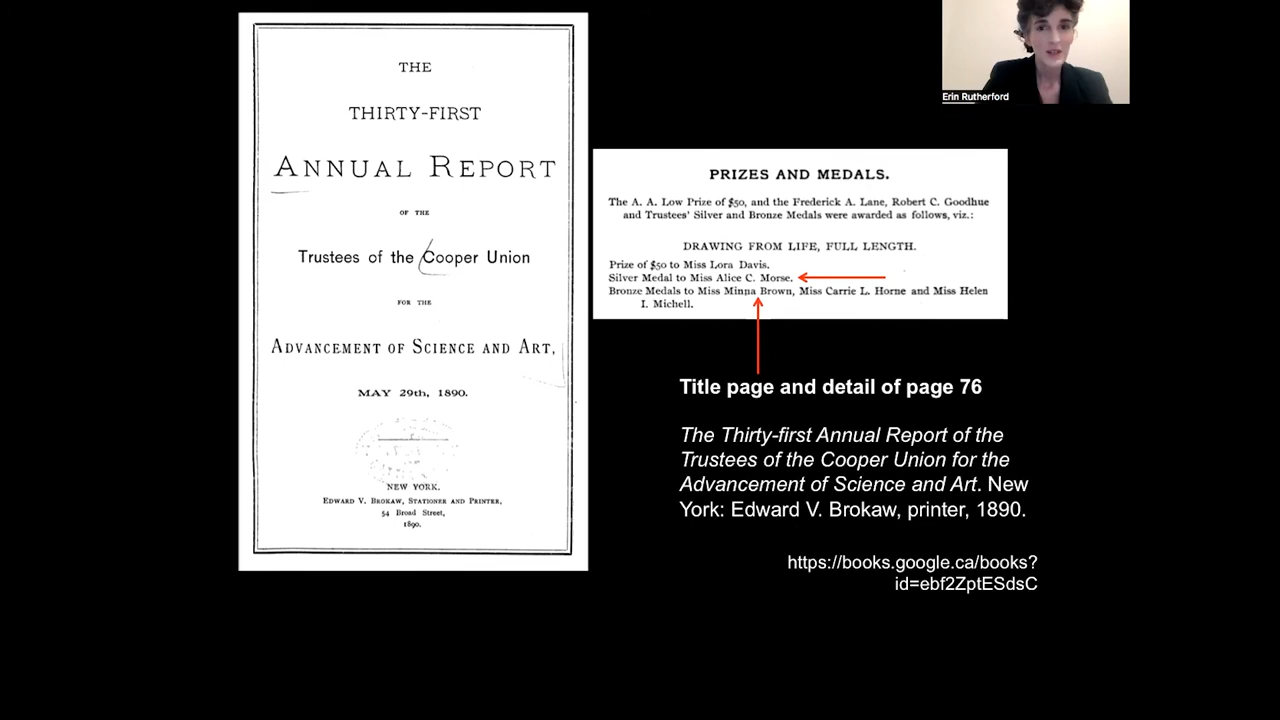 THE
THIRTY-FIRST
ANNUAL REPORT
OF THE
Trustees of the Cooper Union
FOR THE
ADVANCEMENT OF SCIENCE AND ART,
MAY 29th, 1890.
NEW YORK.
EDWARD V. BROKAW, STATIONER AND PRINTER,
54 Broad Street,
1890.
Erin Rutherford
PRIZES AND MEDALS.
The A. A. Low Prize of $50, and the Frederick A. Lane, Robert C. Goodhue
and Trustees' Silver and Bronze Medals were awarded as follows, viz.:
DRAWING FROM LIFE, FULL LENGTH.
Prize of $50 to Miss Lora Davis.
Silver Medal to Miss Alice C. Morse.
Bronze Medals to Miss Minna Brown, Miss Carrie L. Horne and Miss Helen
I. Michell.
Title page and detail of page 76
The Thirty-first Annual Report of the
Trustees of the Cooper Union for the
Advancement of Science and Art. New
York: Edward V. Brokaw, printer, 1890.
https://books.google.ca/books?
id=ebf2ZptESdsC